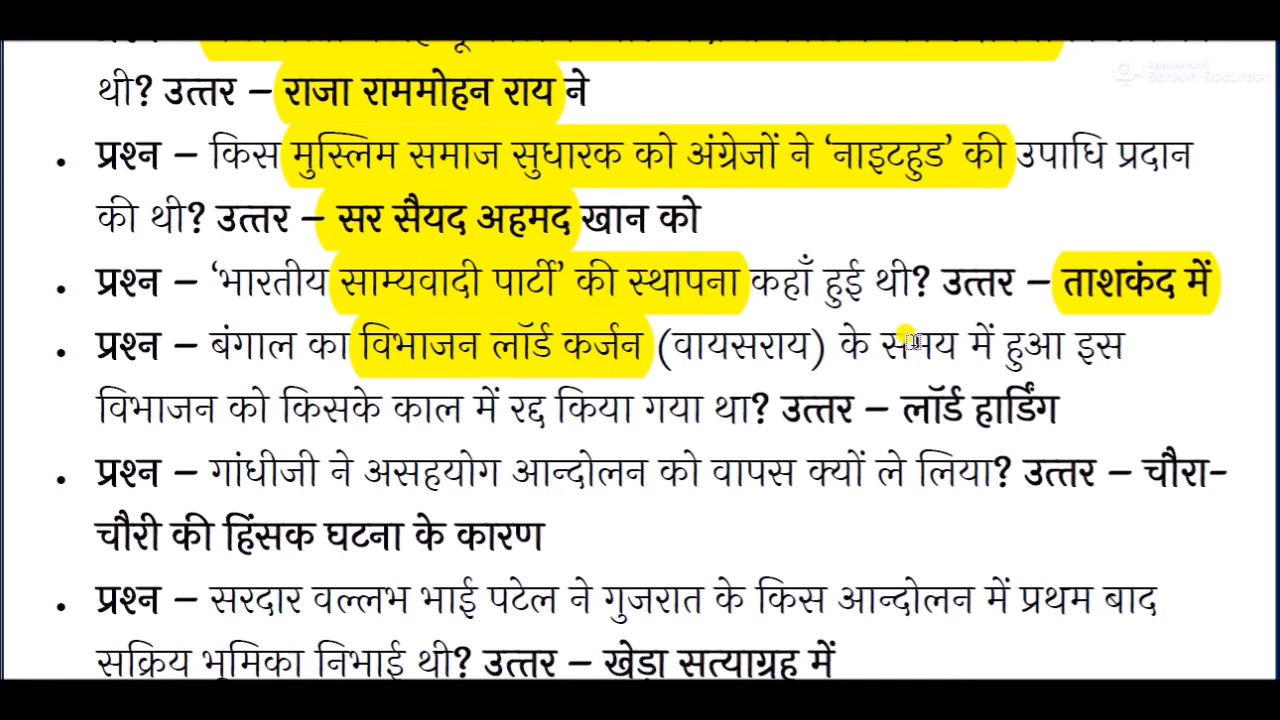 थी? उत्तर – राजा राममोहन राय ने
• प्रश्न – किस मुस्लिम समाज सुधारक को अंग्रेजों ने ‘नाइटहुड’ की उपाधि प्रदान
की थी? उत्तर – सर सैयद अहमद खान को
• प्रश्न – ‘भारतीय साम्यवादी पार्टी’ की स्थापना कहाँ हुई थी? उत्तर – ताशकंद में
• प्रश्न – बंगाल का विभाजन लॉर्ड कर्जन (वायसराय) के समय में हुआ इस
विभाजन को किसके काल में रद्द किया गया था? उत्तर – लॉर्ड हार्डिंग
• प्रश्न – गांधीजी ने असहयोग आन्दोलन को वापस क्यों ले लिया? उत्तर – चौरा-
चौरी की हिंसक घटना के कारण
• प्रश्न – सरदार वल्लभ भाई पटेल ने गुजरात के किस आन्दोलन में प्रथम बाद
सक्रिय भूमिका निभाई थी? उत्तर – खेड़ा सत्याग्रह में
Screen Recorder